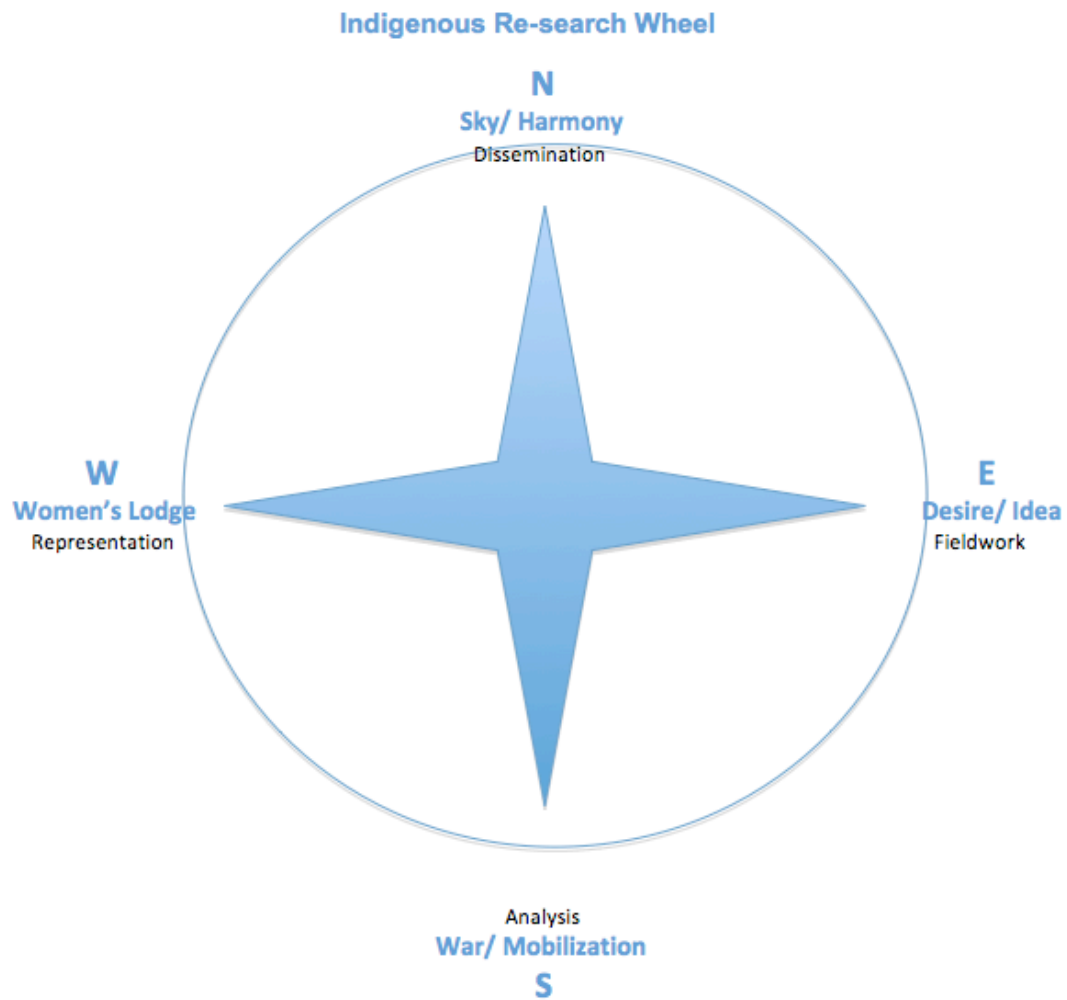 Indigenous Re-search Wheel
N
Sky/ Harmony
Dissemination
W
Women’s Lodge
Representation
E
Desire/ Idea
Fieldwork
Analysis
War/ Mobilization
S